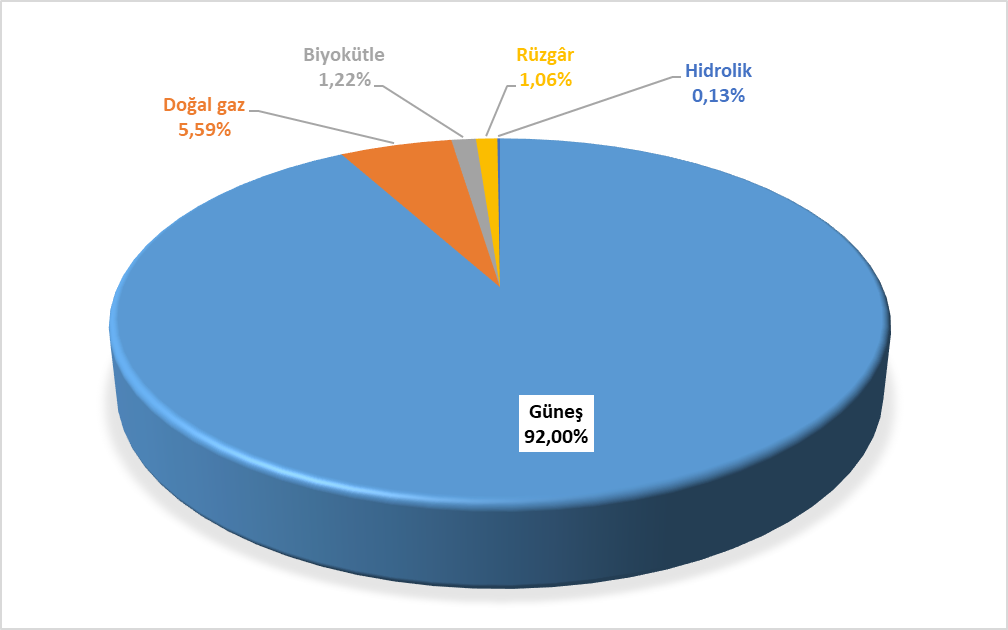 Biyokütle
1,22%
Rüzgâr
1,06%
Hidrolik
0,13%
Doğal gaz
5,59%
Güneş
92,00%